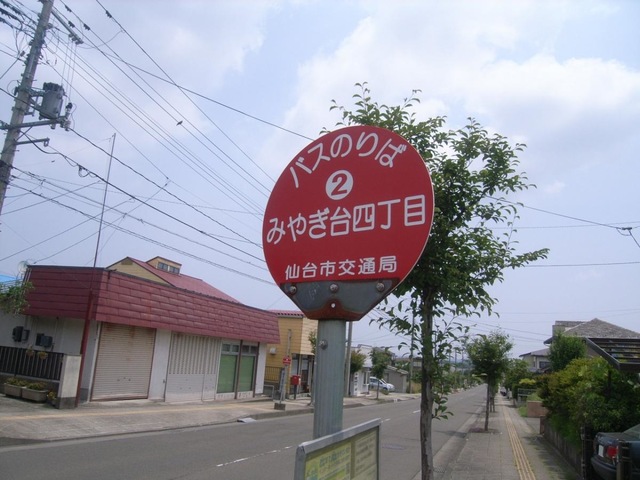 バスのりば
2
みやぎ台四丁目
仙台市交通局